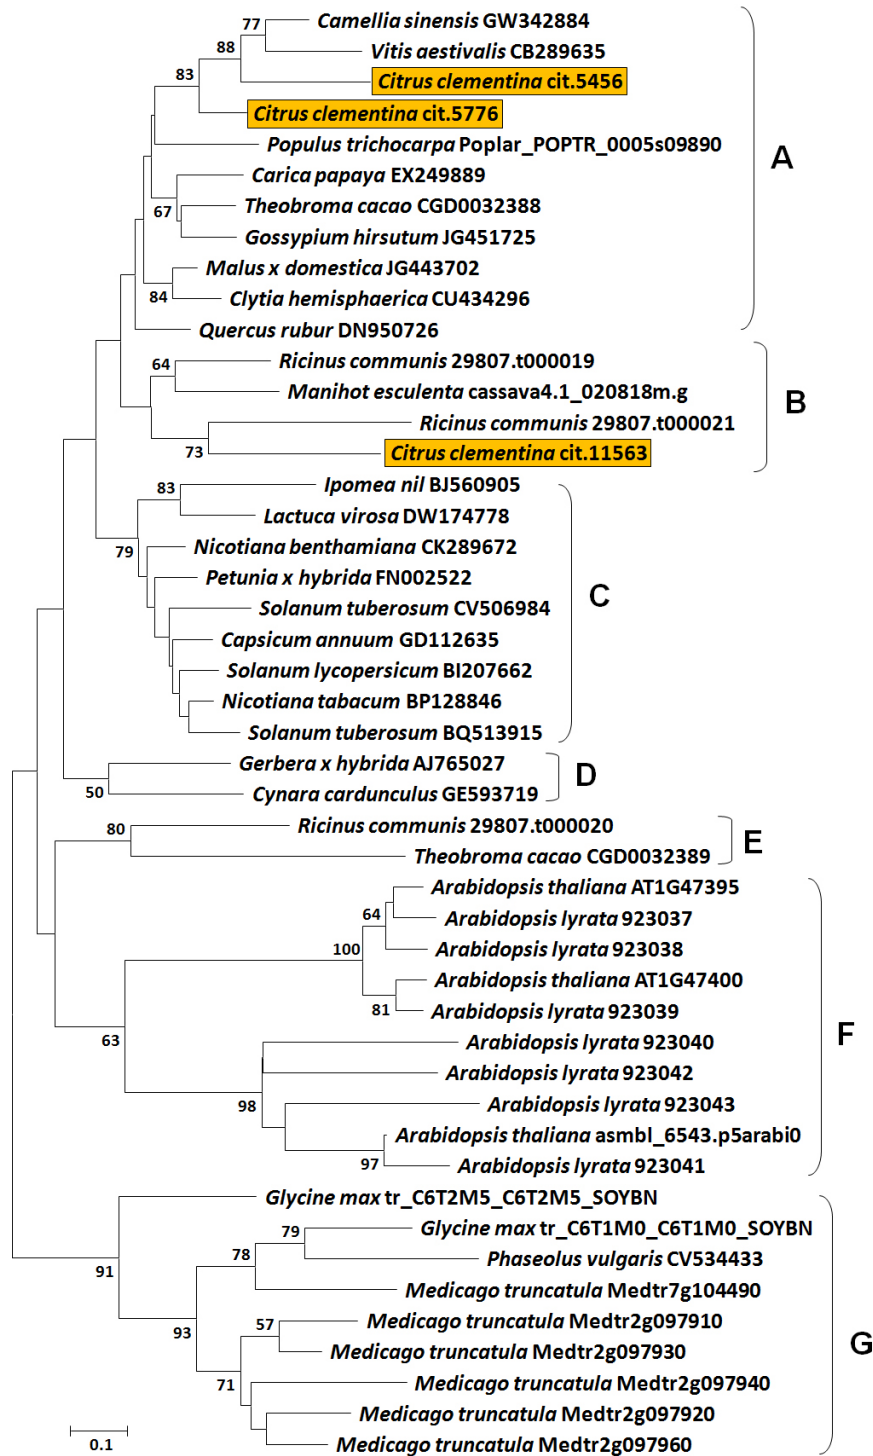 77
Camellia sinensis GW342884
88
Vitis aestivalis CB289635
83
Citrus clementina cit.5456
Citrus clementina cit.5776
Populus trichocarpa Poplar_POPTR_0005s09890
A
Carica papaya EX249889
67
Theobroma cacao CGD0032388
Gossypium hirsutum JG451725
Malus x domestica JG443702
84
Clytia hemisphaerica CU434296
Quercus rubur DN950726
64
Ricinus communis 29807.t000019
Manihot esculenta cassava4.1_020818m.g
B
Ricinus communis 29807.t000021
73
Citrus clementina cit.11563
83
Ipomea nil BJ560905
Lactuca virosa DW174778
79
Nicotiana benthamiana CK289672
Petunia x hybrida FN002522
C
Solanum tuberosum CV506984
Capsicum annuum GD112635
Solanum lycopersicum BI207662
Nicotiana tabacum BP128846
Solanum tuberosum BQ513915
Gerbera x hybrida AJ765027
D
50
Cynara cardunculus GE593719
80
Ricinus communis 29807.t000020
E
Theobroma cacao CGD0032389
Arabidopsis thaliana AT1G47395
64
Arabidopsis lyrata 923037
100
Arabidopsis lyrata 923038
Arabidopsis thaliana AT1G47400
81
Arabidopsis lyrata 923039
F
63
Arabidopsis lyrata 923040
Arabidopsis lyrata 923042
98
Arabidopsis lyrata 923043
Arabidopsis thaliana asmbl_6543.p5arabi0
97
Arabidopsis lyrata 923041
Glycine max tr_C6T2M5_C6T2M5_SOYBN
79
Glycine max tr_C6T1M0_C6T1M0_SOYBN
78
Phaseolus vulgaris CV534433
91
Medicago truncatula Medtr7g104490
93
57
Medicago truncatula Medtr2g097910
G
Medicago truncatula Medtr2g097930
71
Medicago truncatula Medtr2g097940
Medicago truncatula Medtr2g097920
0.1
Medicago truncatula Medtr2g097960